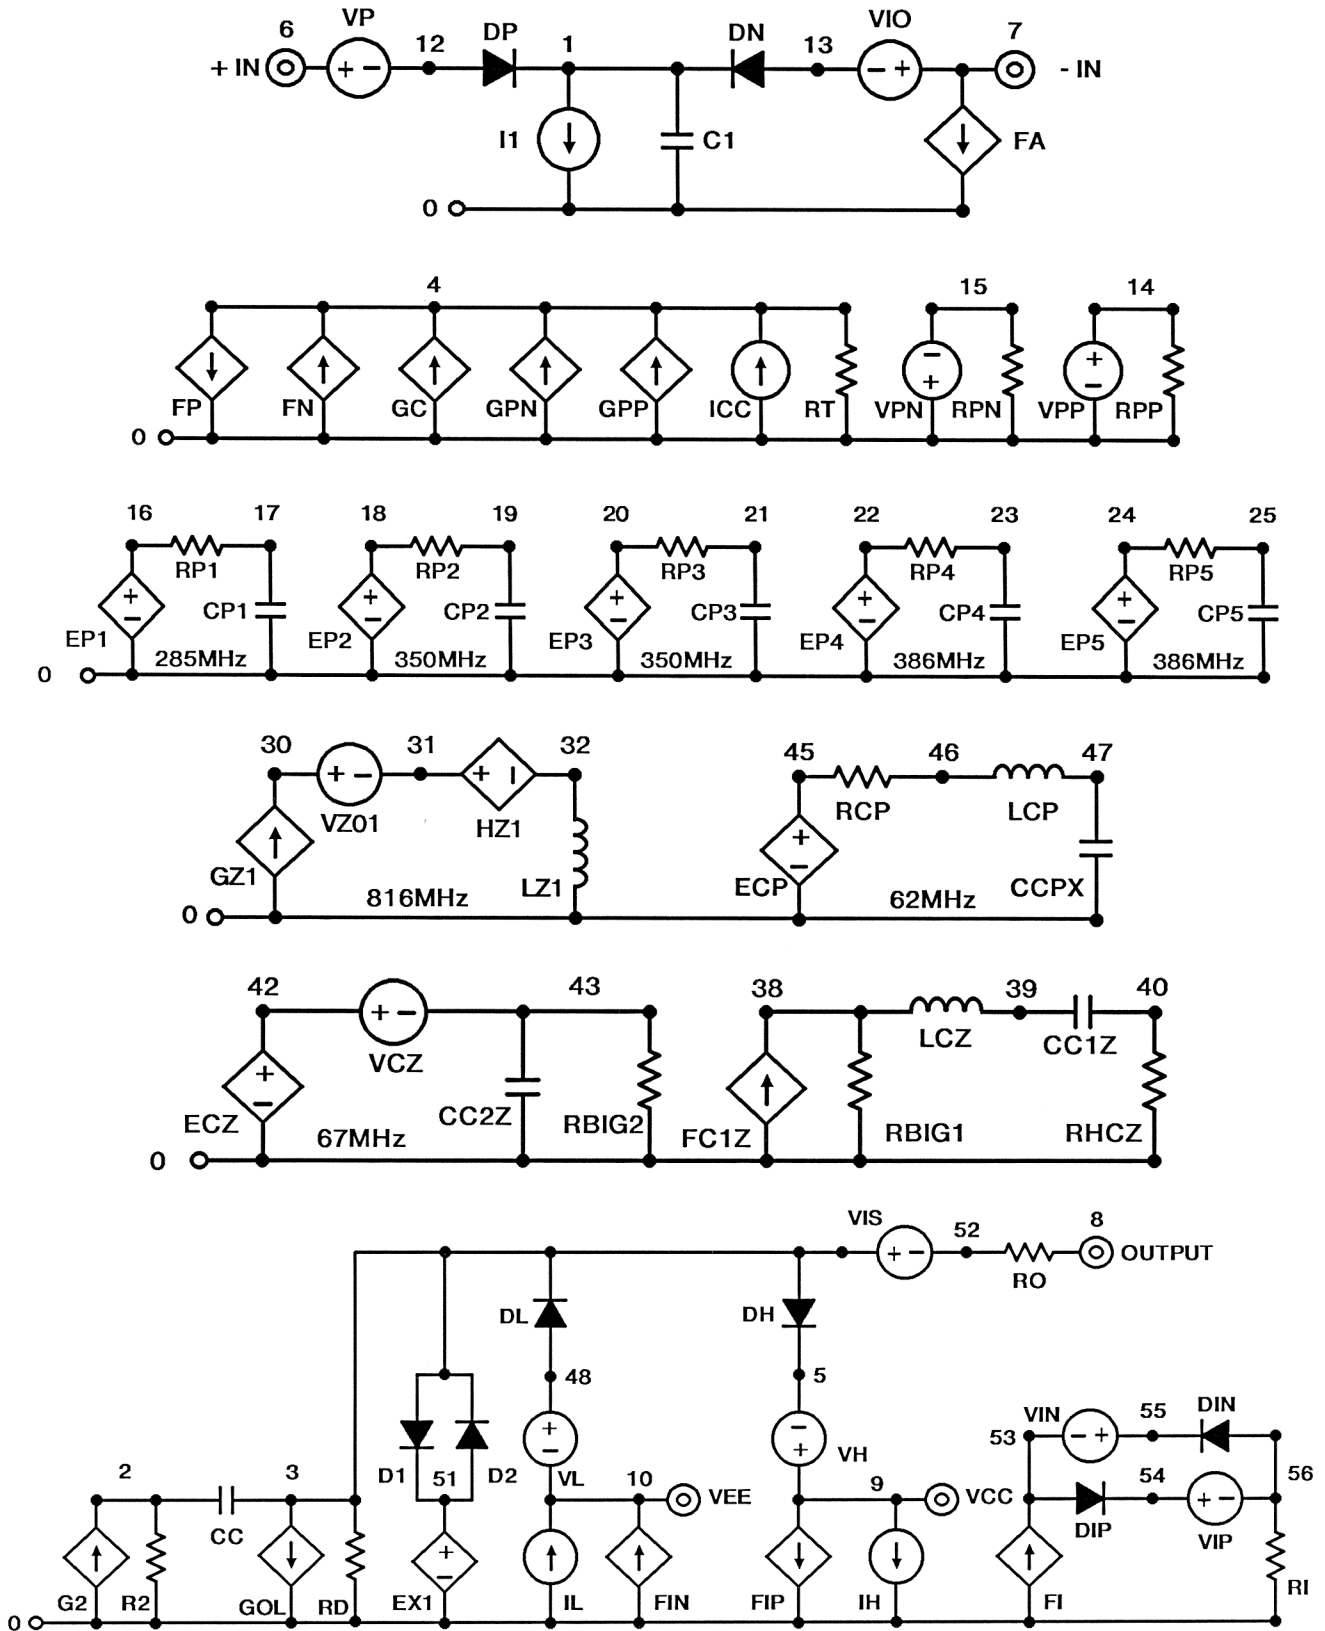 6 VP 12 DP 1 DN 13 VIO 7
+ IN + − − + - IN
I1 C1 FA
0
4 15 14
− + + −
FP FN GC GPN GPP ICC RT VPN RPN VPP RPP
0
16 17 18 19 20 21 22 23 24 25
RP1 RP2 RP3 RP4 RP5
+ − + − + − + − + −
CP1 CP2 CP3 CP4 CP5
EP1 EP2 EP3 EP4 EP5
285MHz 350MHz 350MHz 386MHz 386MHz
0
30 31 32 45 46 47
+ − + −
VZ01 HZ1 RCP LCP
+ −
GZ1 LZ1 ECP CCPX
816MHz 62MHz
0
42 43 38 39 40
+ −
VCZ LCZ CC1Z
+ −
ECZ CC2Z RBIG2 FC1Z RBIG1 RHCZ
67MHz
0
VIS 52 8
+ − OUTPUT
RO
DL DH
48 5
+ − − + VIN 55 DIN
53 − +
D1 51 D2 VL 10 VEE VH 9 VCC 54 56
2 3 + −
CC DIP VIP
+ −
G2 R2 GOL RD EX1 IL FIN FIP IH FI RI
0